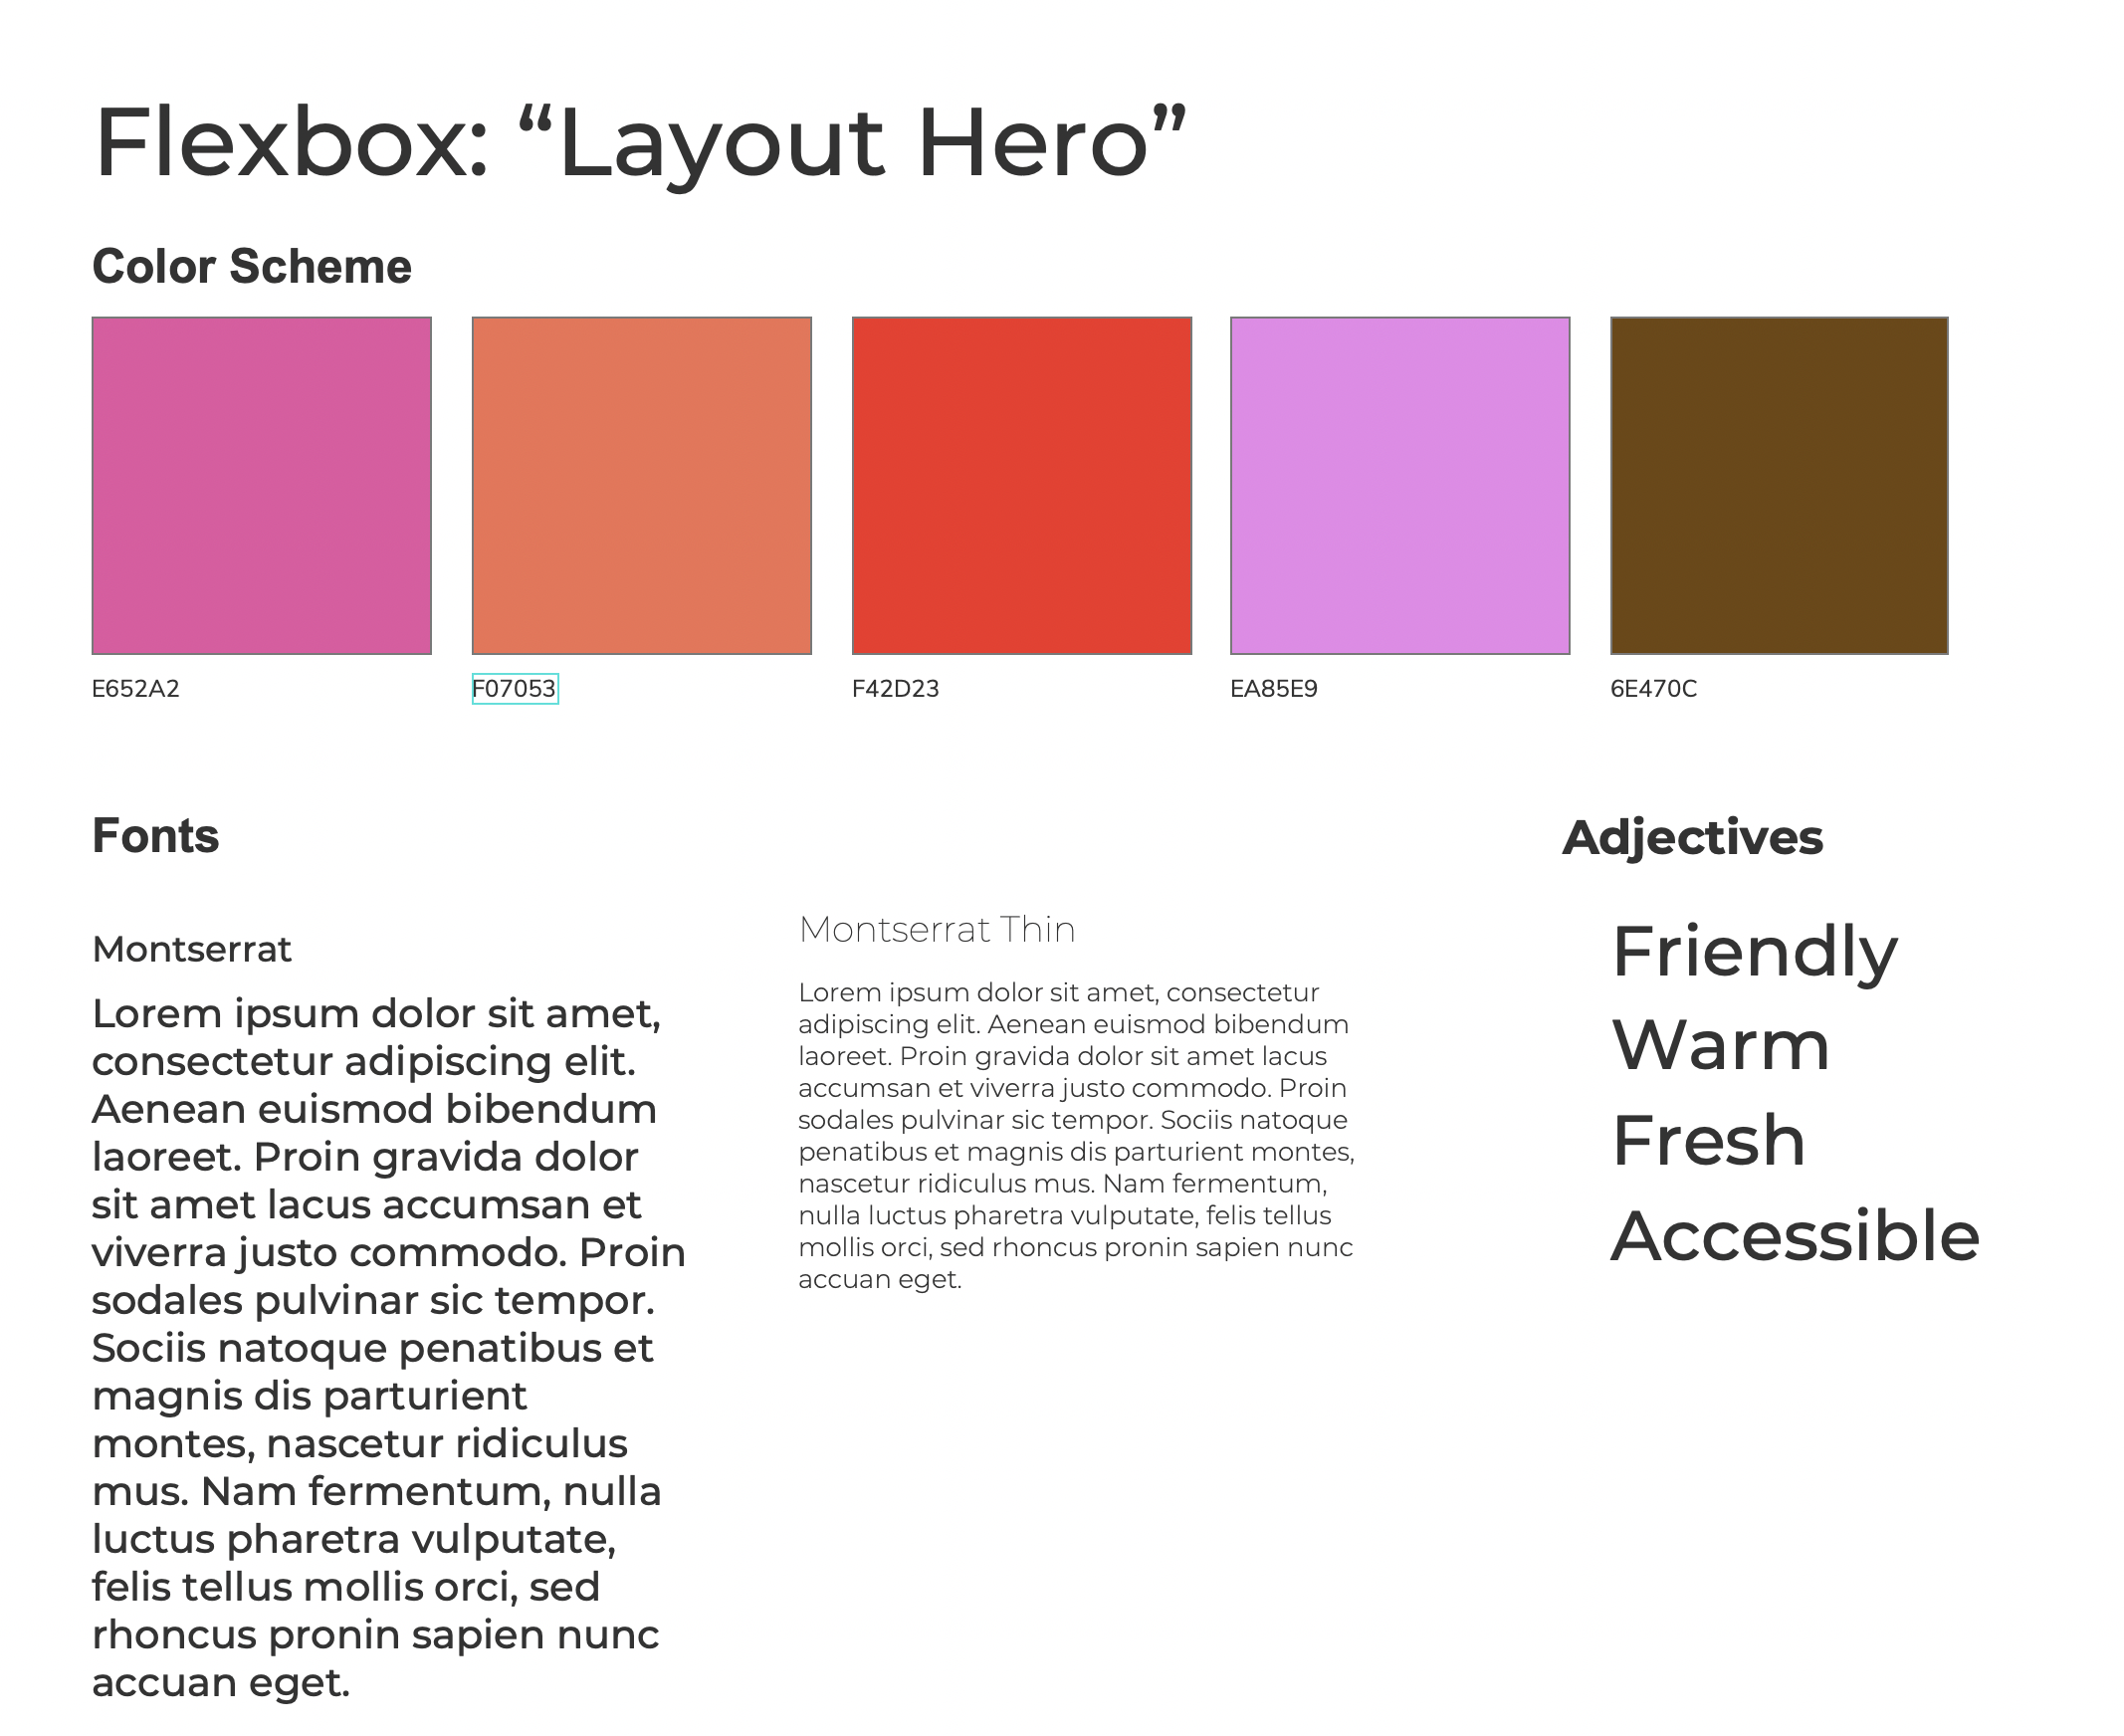 Flexbox: “Layout Hero”
Color Scheme
E652A2
F07053
F42D23
EA85E9
6E470C
Fonts
Montserrat
Lorem ipsum dolor sit amet,
consectetur adipiscing elit.
Aenean euismod bibendum
laoreet. Proin gravida dolor
sit amet lacus accumsan et
viverra justo commodo. Proin
sodales pulvinar sic tempor.
Sociis natoque penatibus et
magnis dis parturient
montes, nascetur ridiculus
mus. Nam fermentum, nulla
luctus pharetra vulputate,
felis tellus mollis orci, sed
rhoncus pronin sapien nunc
accuan eget.
Montserrat Thin
Lorem ipsum dolor sit amet, consectetur
adipiscing elit. Aenean euismod bibendum
laoreet. Proin gravida dolor sit amet lacus
accumsan et viverra justo commodo. Proin
sodales pulvinar sic tempor. Sociis natoque
penatibus et magnis dis parturient montes,
nascetur ridiculus mus. Nam fermentum,
nulla luctus pharetra vulputate, felis tellus
mollis orci, sed rhoncus pronin sapien nunc
accuan eget.
Adjectives
Friendly
Warm
Fresh
Accessible